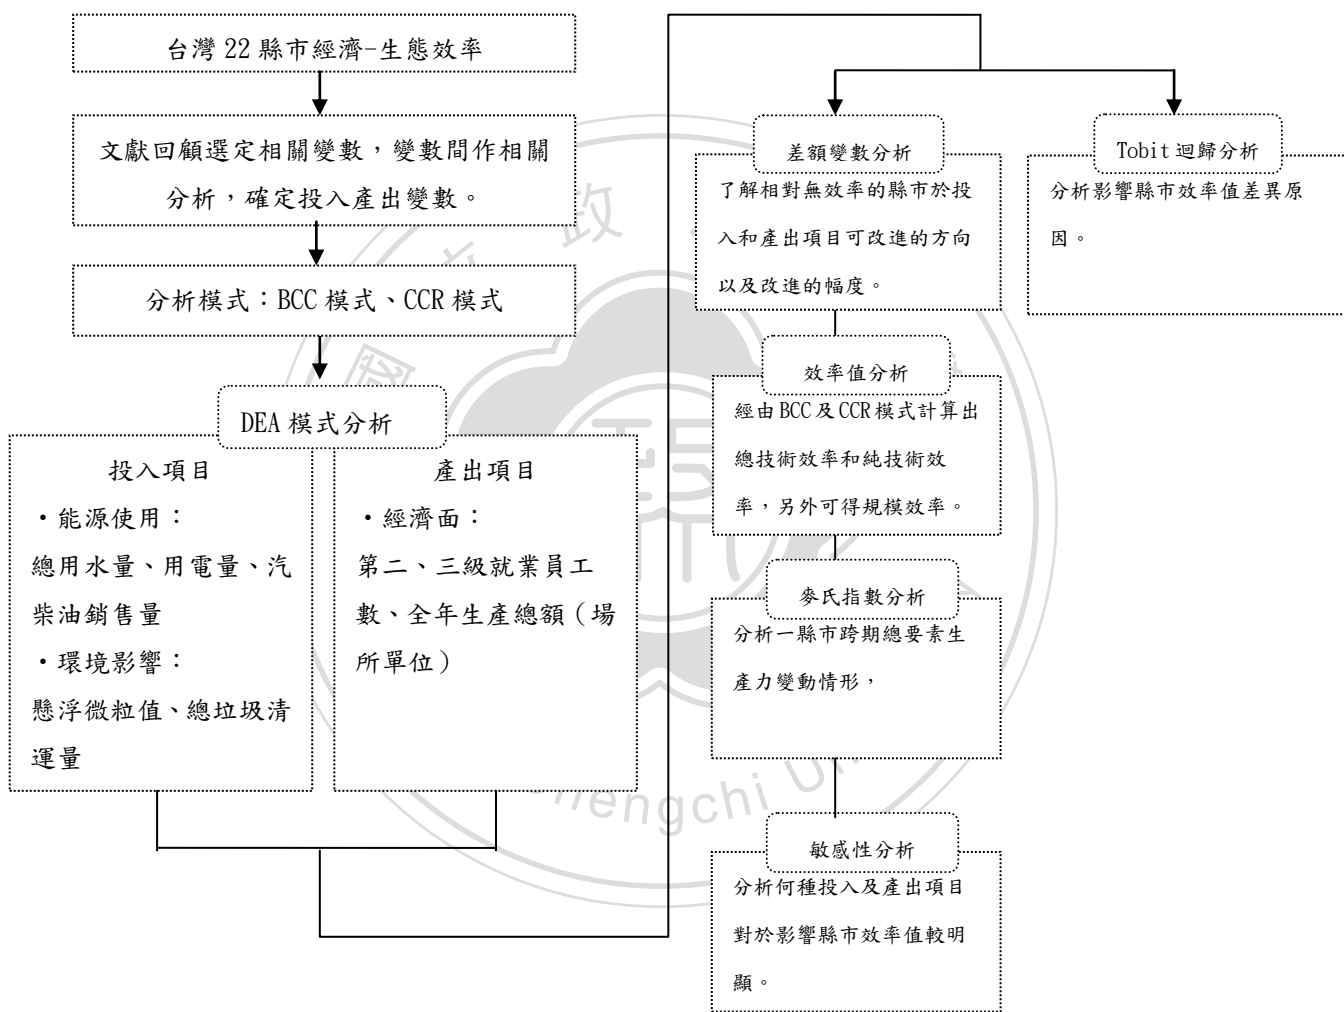 台灣 22 縣市經濟-生態效率
文獻回顧選定相關變數，變數間作相關
分析，確定投入產出變數。
分析模式：BCC 模式、CCR 模式
DEA 模式分析
投入項目
・能源使用：
總用水量、用電量、汽
柴油銷售量
・環境影響：
懸浮微粒值、總垃圾清
運量
產出項目
・經濟面：
第二、三級就業員工
數、全年生產總額（場
所單位）
差額變數分析
了解相對無效率的縣市於投
入和產出項目可改進的方向
以及改進的幅度。
效率值分析
經由 BCC 及 CCR 模式計算出
總技術效率和純技術效
率，另外可得規模效率。
麥氏指數分析
分析一縣市跨期總要素生
產力變動情形，
敏感性分析
分析何種投入及產出項目
對於影響縣市效率值較明
顯。
Tobit 迴歸分析
分析影響縣市效率值差異原
因。
國 立 政
hengchi Un